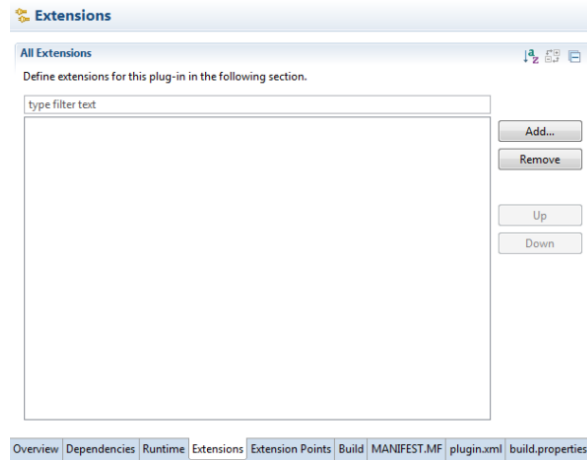 Extensions
All Extensions
Define extensions for this plug-in in the following section.
type filter text
Add...
Remove
Up
Down
Overview Dependencies Runtime Extensions Extension Points Build MANIFEST.MF plugin.xml build.properties